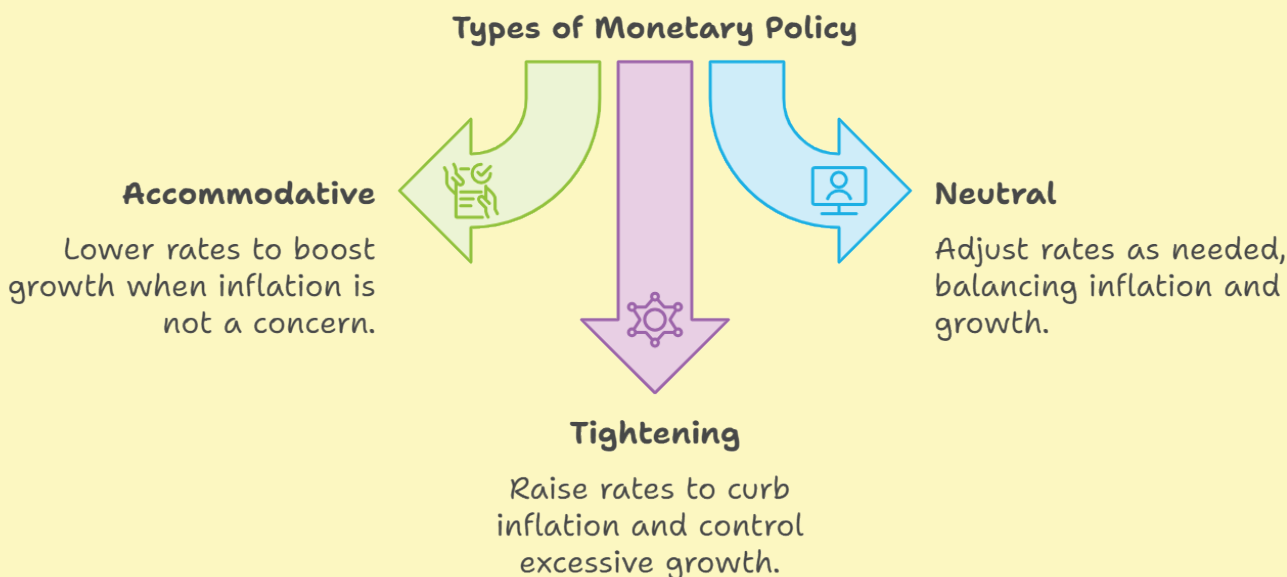 Types of Monetary Policy
Accommodative
Lower rates to boost
growth when inflation is
not a concern.
Neutral
Adjust rates as needed,
balancing inflation and
growth.
Tightening
Raise rates to curb
inflation and control
excessive growth.